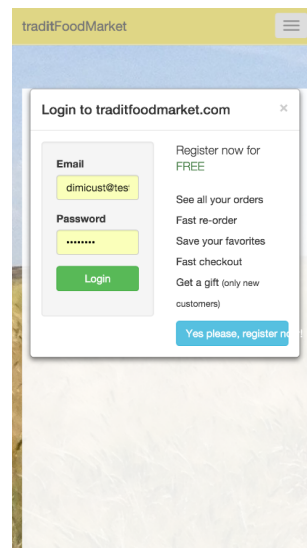 traditFoodMarket
Login to traditfoodmarket.com ×
Email
dimicust@tes
Password
Login
Register now for
FREE
See all your orders
Fast re-order
Save your favorites
Fast checkout
Get a gift (only new
customers)
Yes please, register now!